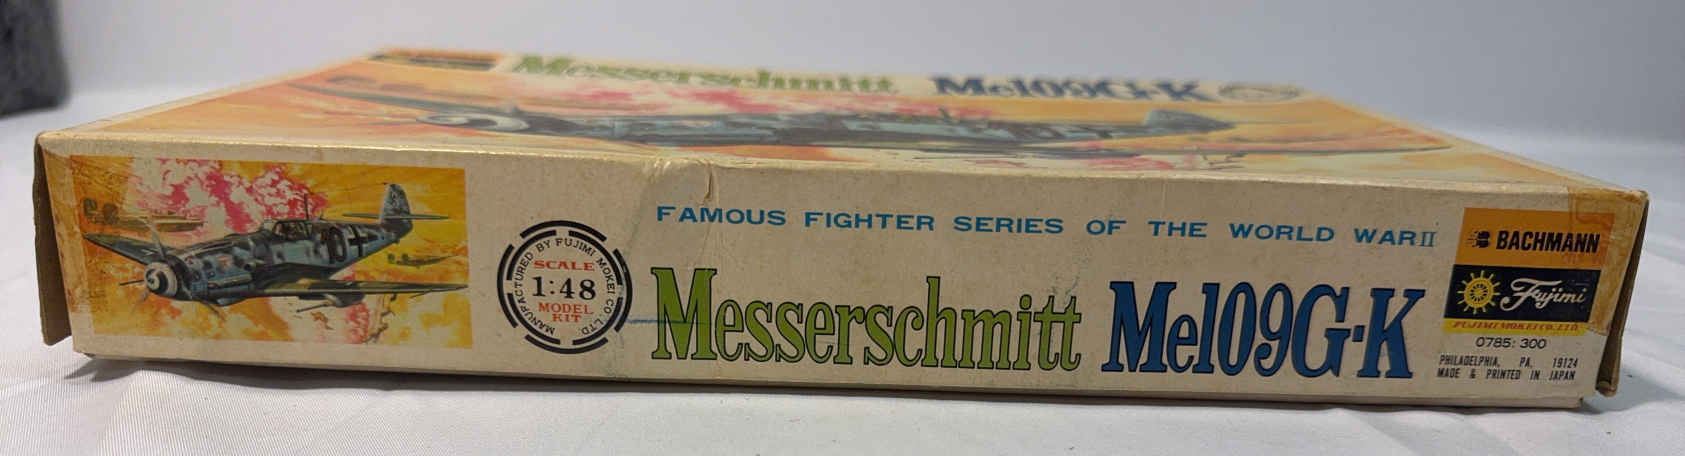 Messerschmitt Me109G-K
FAMOUS FIGHTER SERIES OF THE WORLD WAR II
MANUFACTURED BY FUJIMI MOKEI CO. LTD.
SCALE
1:48
MODEL
KIT
Messerschmitt Me109G-K
BACHMANN
Fujimi
FUJIMI MOKEI CO., LTD
0785: 300
PHILADELPHIA, PA. 19124
MADE & PRINTED IN JAPAN